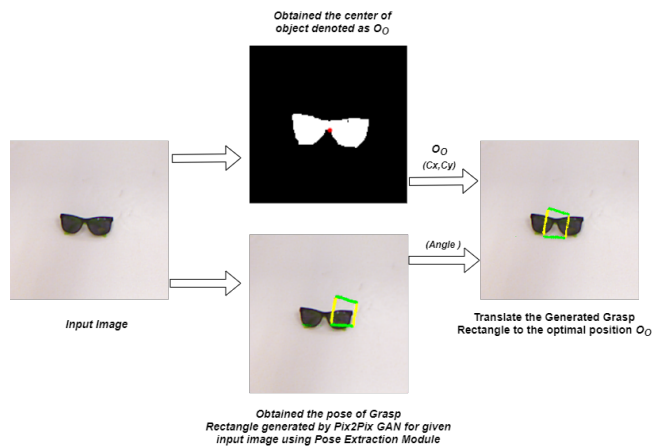 Obtained the center of
object denoted as O_O
O_O
(Cx,Cy)
(Angle )
Input Image
Translate the Generated Grasp
Rectangle to the optimal position O_O
Obtained the pose of Grasp
Rectangle generated by Pix2Pix GAN for given
input image using Pose Extraction Module